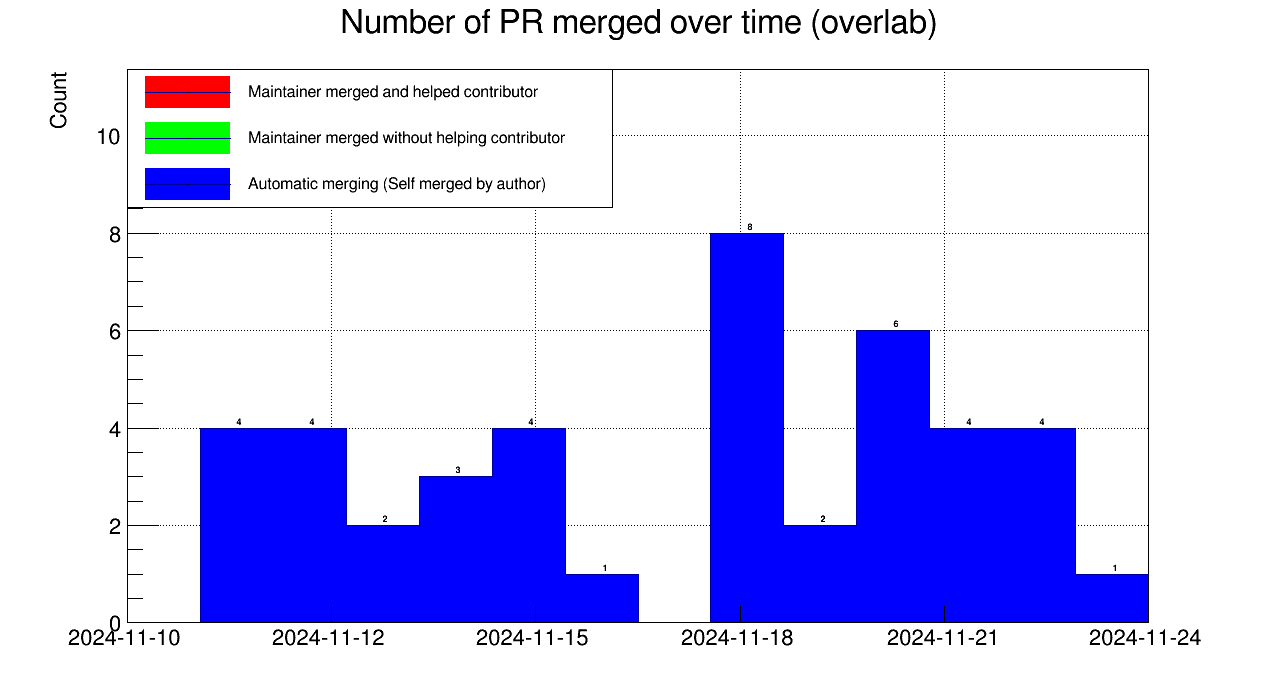 Number of PR merged over time (overlab)
Count
Maintainer merged and helped contributor
Maintainer merged without helping contributor
Automatic merging (Self merged by author)
10
8
6
4
2
0
4 4 2 3 4 1 8 2 6 4 4 1
2024-11-10 2024-11-12 2024-11-15 2024-11-18 2024-11-21 2024-11-24